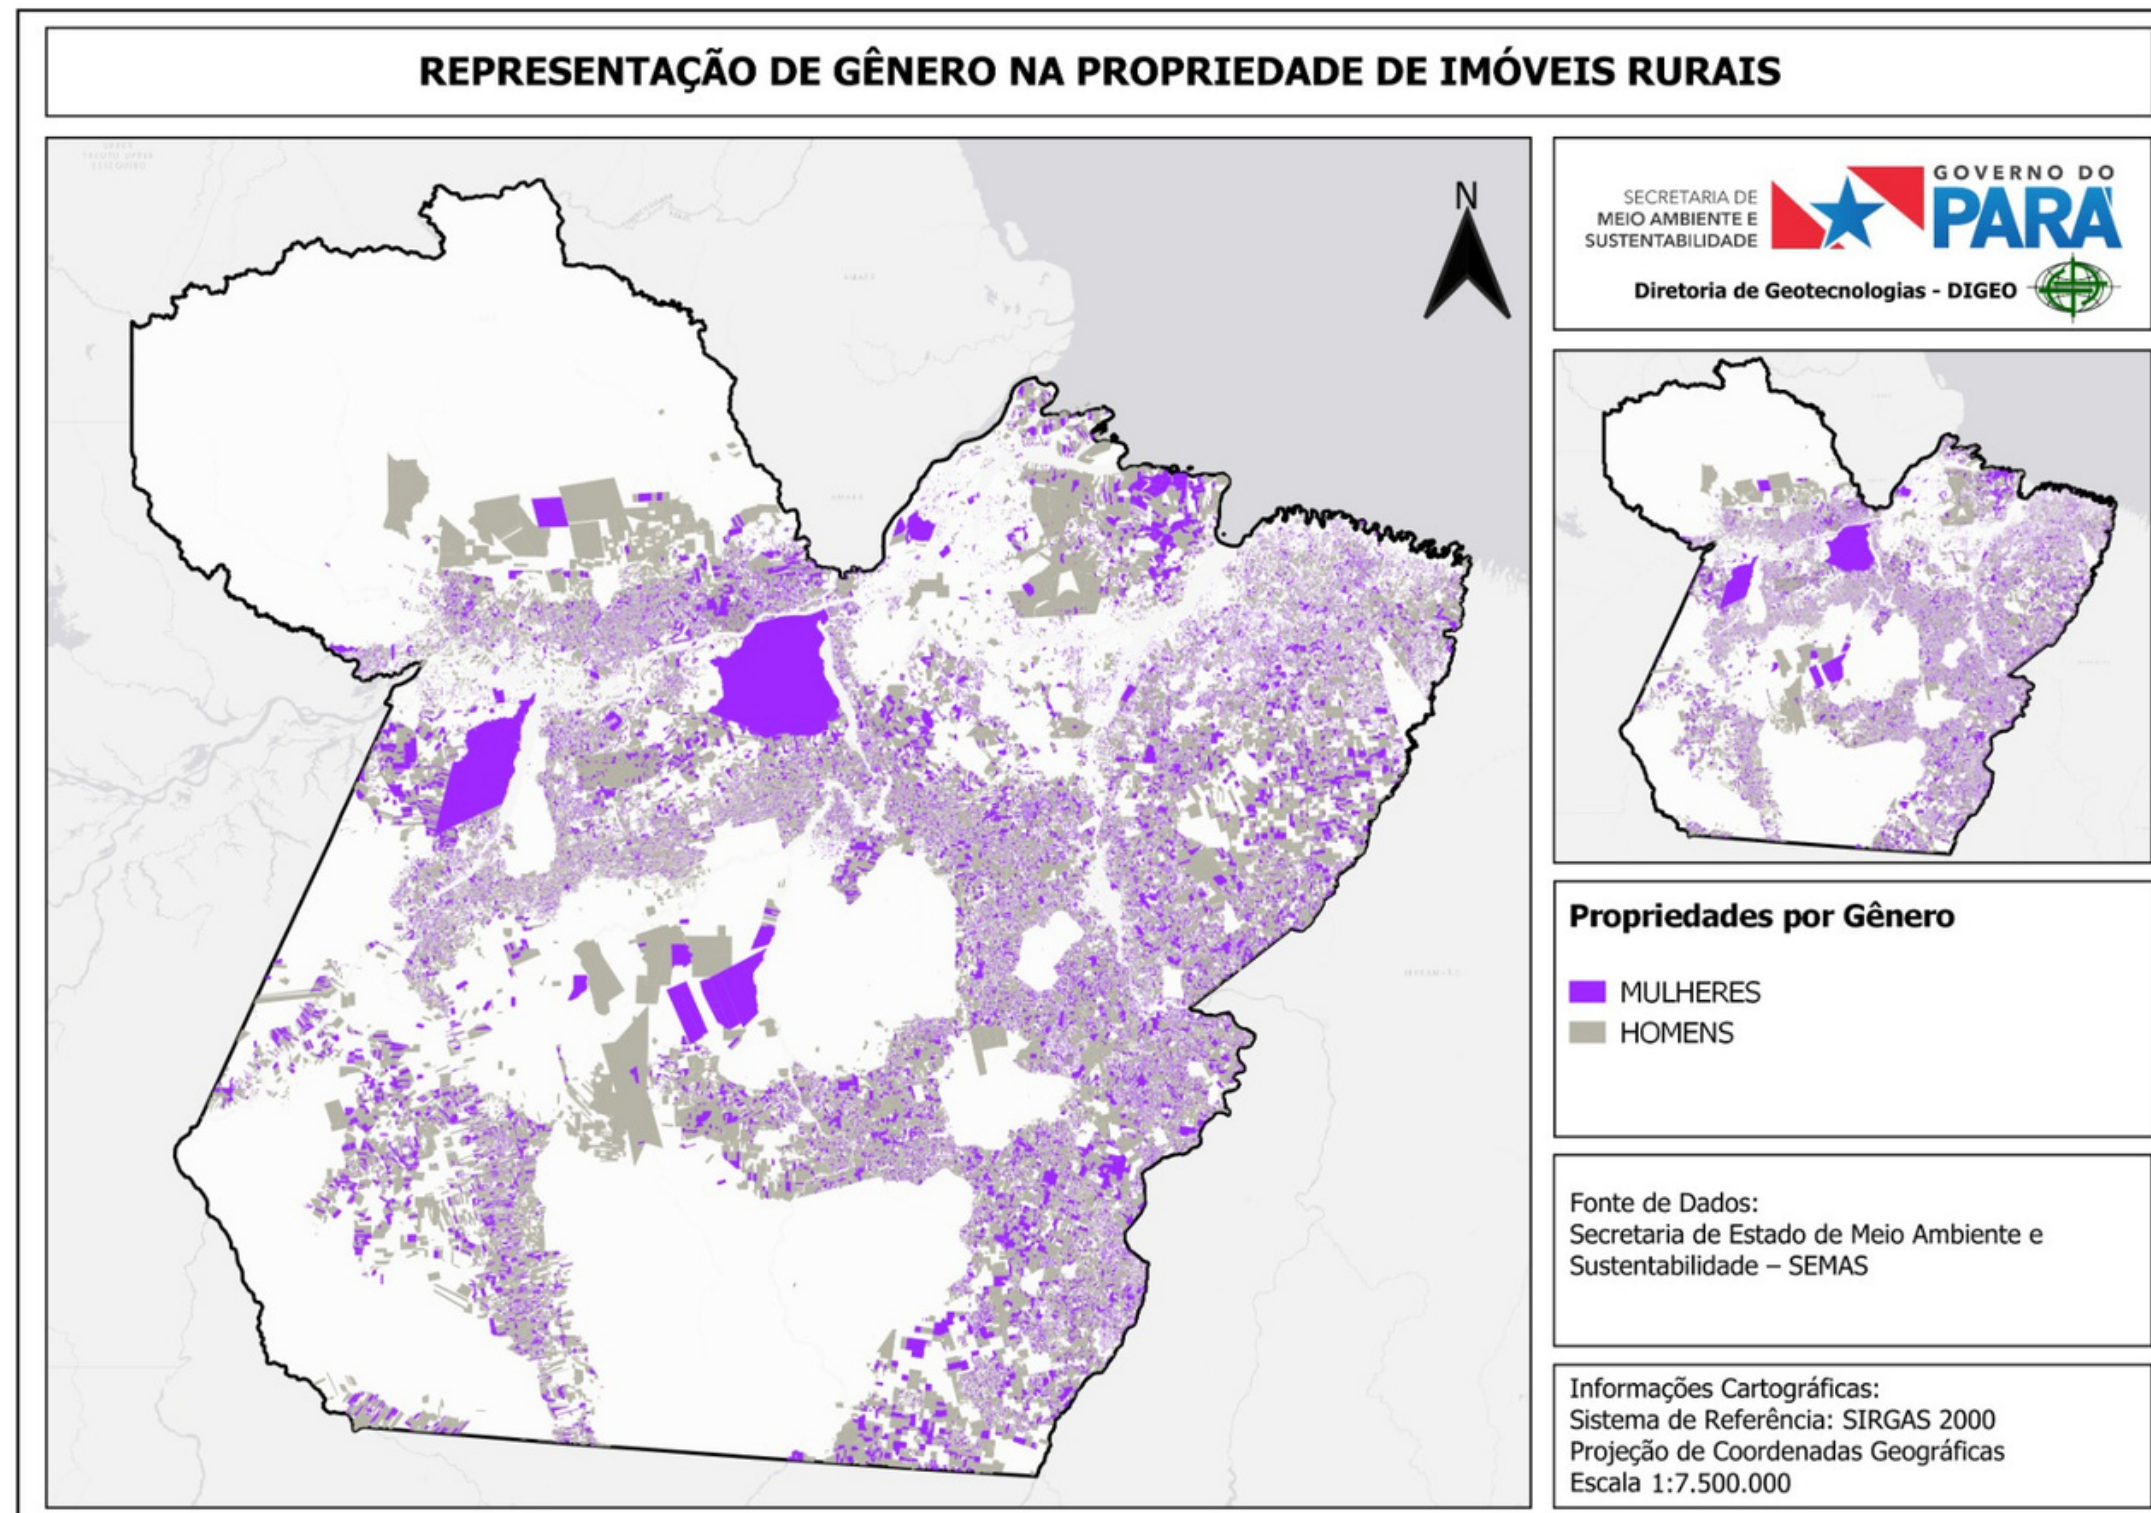 REPRESENTAÇÃO DE GÊNERO NA PROPRIEDADE DE IMÓVEIS RURAIS
N
SECRETARIA DE
MEIO AMBIENTE E
SUSTENTABILIDADE
GOVERNO DO
PARÁ
Diretoria de Geotecnologias - DIGEO
Propriedades por Gênero
MULHERES
HOMENS
Fonte de Dados:
Secretaria de Estado de Meio Ambiente e
Sustentabilidade – SEMAS
Informações Cartográficas:
Sistema de Referência: SIRGAS 2000
Projeção de Coordenadas Geográficas
Escala 1:7.500.000